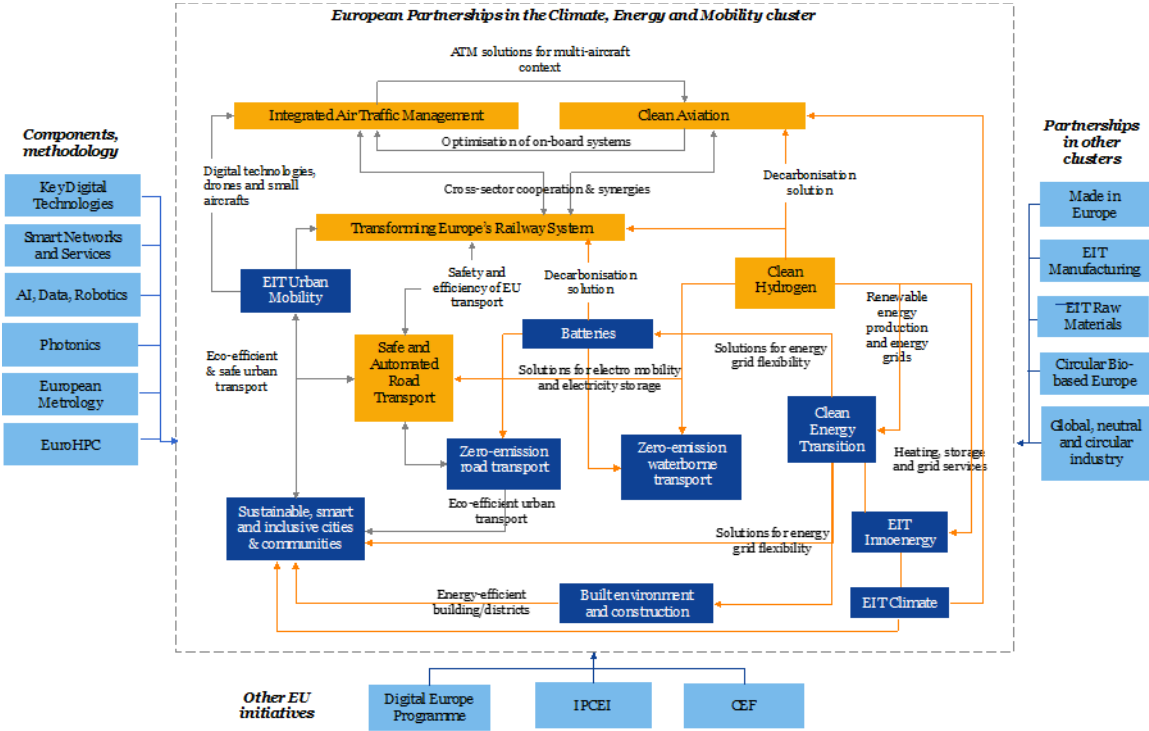 European Partnerships in the Climate, Energy and Mobility cluster
ATM solutions for multi-aircraft
context
Integrated Air Traffic Management
Clean Aviation
Optimisation of on-board systems
Digital technologies,
drones and small
aircrafts
Cross-sector cooperation & synergies
Decarbonisation
solution
Transforming Europe's Railway System
EIT Urban
Mobility
Safety and
efficiency of EU
transport
Decarbonisation
solution
Clean
Hydrogen
Renewable
energy
production
and energy
grids
Batteries
Eco-efficient
& safe urban
transport
Safe and
Automated
Road
Transport
Solutions for electro mobility
and electricity storage
Solutions for energy
grid flexibility
Clean
Energy
Transition
Zero-emission
road transport
Zero-emission
waterborne
transport
Heating, storage
and grid services
Eco-efficient urban
transport
Sustainable, smart
and inclusive cities
& communities
Solutions for energy
grid flexibility
EIT
Innoenergy
Energy-efficient
building/districts
Built environment
and construction
EIT Climate
Components,
methodology
Key Digital
Technologies
Smart Networks
and Services
AI, Data, Robotics
Photonics
European
Metrology
EuroHPC
Partnerships
in other
clusters
Made in
Europe
EIT
Manufacturing
EIT Raw
Materials
Circular Bio-
based Europe
Global, neutral
and circular
industry
Other EU
initiatives
Digital Europe
Programme
IPCEI
CEF